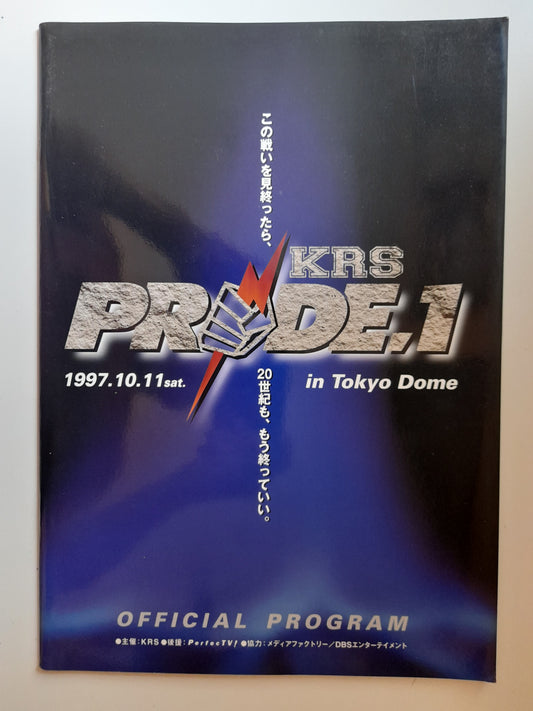 この戦いを見終ったら、
KRS
PRIDE.1
1997.10.11sat.
in Tokyo Dome
20世紀も、もう終っていい。
OFFICIAL PROGRAM
●主催:KRS●後援:PerfecTV!●協力:メディアファクトリー/DBSエンターテイメント